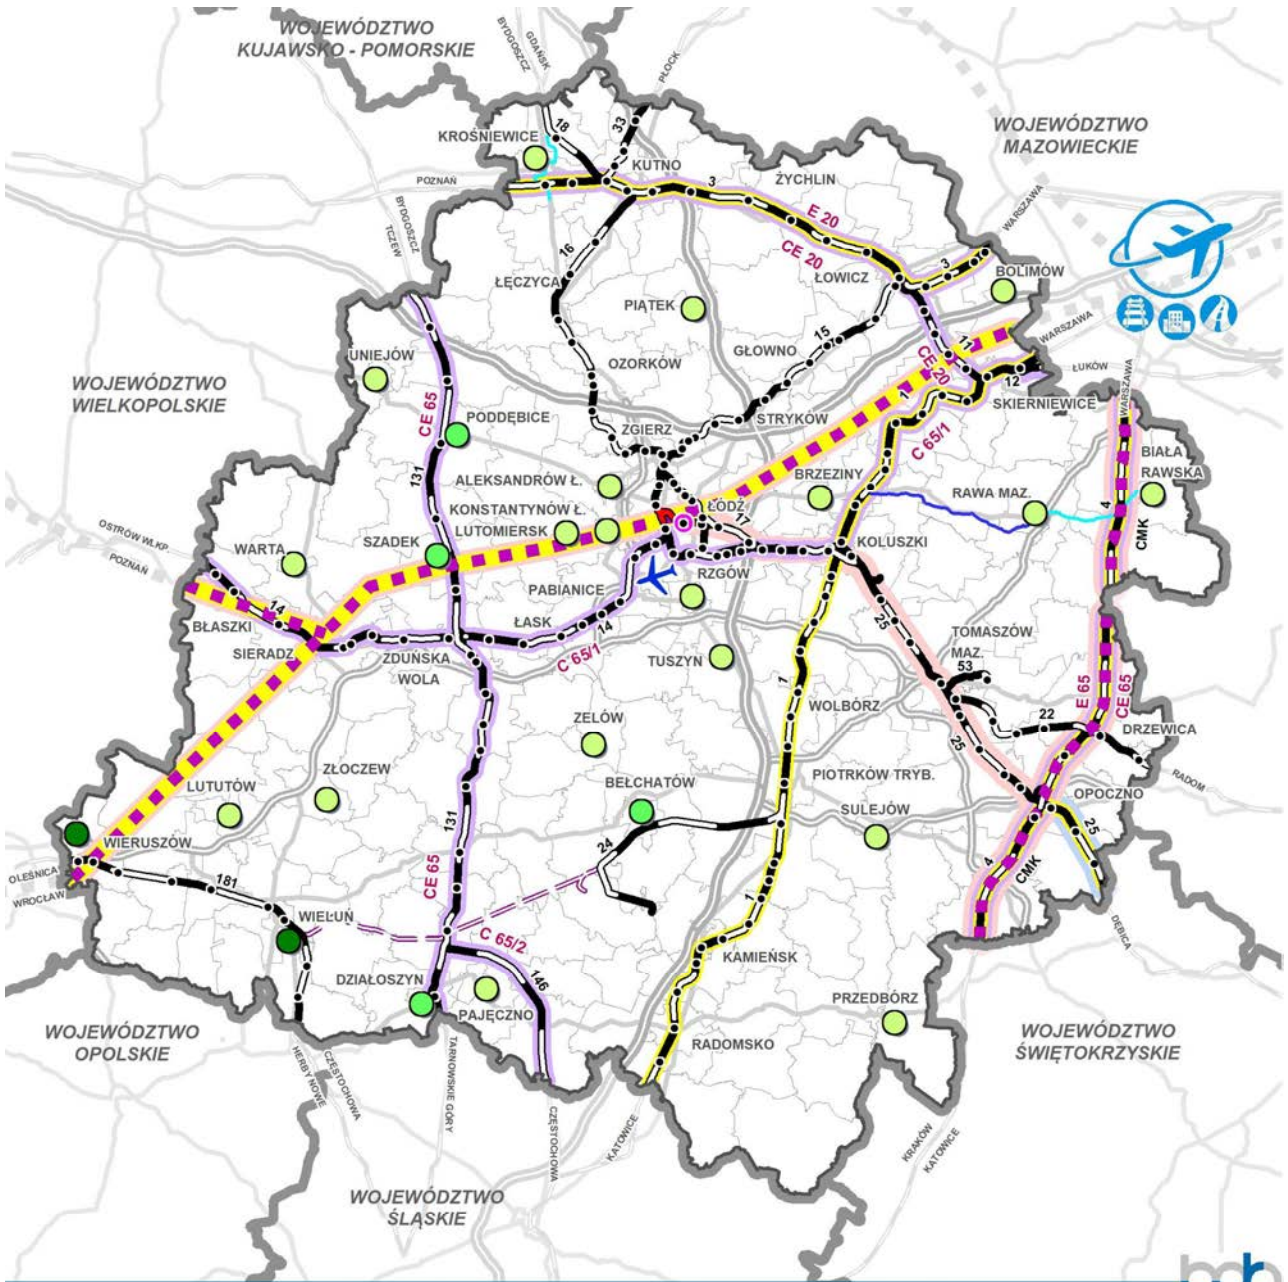 WOJEWÓDZTWO
KUJAWSKO - POMORSKIE
BYDGOSZCZ
GDAŃSK
PŁOCK
18
33
KROŚNIEWICE
KUTNO
WOJEWÓDZTWO
MAZOWIECKIE
POZNAŃ
3
ŻYCHLIN
E 20
CE 20
WARSZAWA
BYDGOSZCZ
TCZEW
16
ŁĘCZYCA
ŁOWICZ
3
BOLIMÓW
PIĄTEK
15
GŁOWNO
11
WARSZAWA
UNIEJÓW
OZORKÓW
CE 20
12
ŁUKÓW
WARSZAWA
WOJEWÓDZTWO
WIELKOPOLSKIE
CE 65
PODDĘBICE
1
SKIERNIEWICE
STRYKÓW
ZGIERZ
C 65/1
BIAŁA
RAWSKA
131
ALEKSANDRÓW Ł.
BRZEZINY
RAWA MAZ.
4
KONSTANTYNÓW Ł.
ŁÓDŹ
LUTOMIERSK
17
CMK
OSTRÓW WLKP
POZNAŃ
SZADEK
KOLUSZKI
WARTA
RZGÓW
PABIANICE
14
BŁASZKI
ŁASK
14
25
SIERADZ
TOMASZÓW
MAZ.
ZDUŃSKA
WOLA
C 65/1
TUSZYN
53
1
E 65
CE 65
WOLBÓRZ
ZELÓW
22
DRZEWICA
25
ZŁOCZEW
BEŁCHATÓW
PIOTRKÓW TRYB.
RADOM
LUTUTÓW
OPOCZNO
SULEJÓW
131
25
WIERUSZÓW
24
4
CMK
OLEŚNICA
WROCŁAW
181
CE 65
1
WIELUŃ
C 65/2
DĘBICA
KAMIEŃSK
DZIAŁOSZYN
146
PAJĘCZNO
PRZEDBÓRZ
WOJEWÓDZTWO
OPOLSKIE
RADOMSKO
WOJEWÓDZTWO
ŚWIĘTOKRZYSKIE
HERBY NOWE
CZĘSTOCHOWA
TARNOWSKIE GÓRY
CZĘSTOCHOWA
KATOWICE
KRAKÓW
KATOWICE
WOJEWÓDZTWO
ŚLĄSKIE